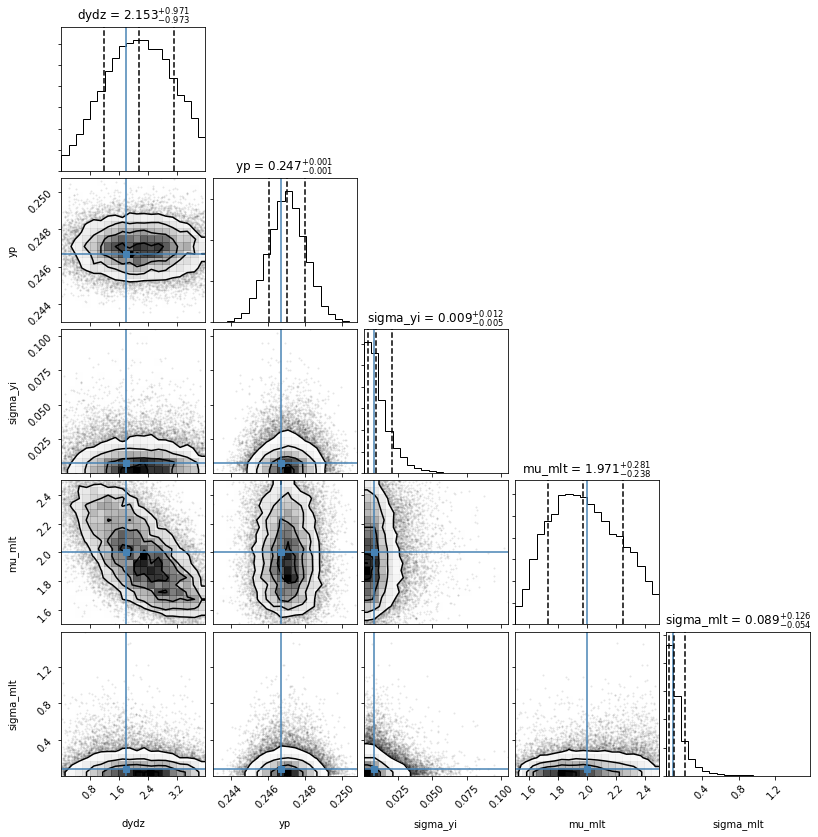 dydz = 2.153+0.971−0.973
yp = 0.247+0.001−0.001
0.250
0.248
0.246
0.244
yp
sigma_yi = 0.009+0.012−0.005
0.100
0.075
0.050
0.025
sigma_yi
mu_mlt = 1.971+0.281−0.238
2.4
2.2
2.0
1.8
1.6
mu_mlt
sigma_mlt = 0.089+0.126−0.054
1.2
0.8
0.4
sigma_mlt
0.8 1.6 2.4 3.2
0.244 0.246 0.248 0.250
0.025 0.050 0.075 0.100
1.6 1.8 2.0 2.2 2.4
0.4 0.8 1.2
dydz yp sigma_yi mu_mlt sigma_mlt